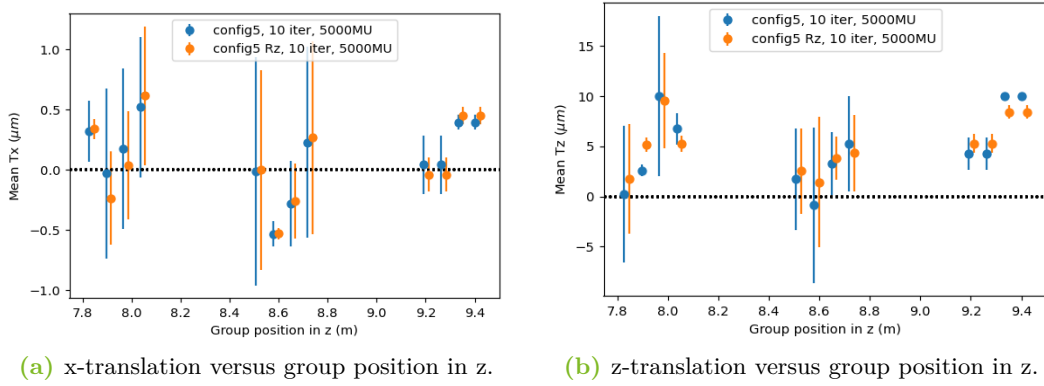 config5, 10 iter, 5000MU
config5 Rz, 10 iter, 5000MU
1.0
0.5
0.0
−0.5
−1.0
Mean Tx (μm)
7.8 8.0 8.2 8.4 8.6 8.8 9.0 9.2 9.4
Group position in z (m)
(a) x-translation versus group position in z.
config5, 10 iter, 5000MU
config5 Rz, 10 iter, 5000MU
15
10
5
0
−5
Mean Tz (μm)
7.8 8.0 8.2 8.4 8.6 8.8 9.0 9.2 9.4
Group position in z (m)
(b) z-translation versus group position in z.